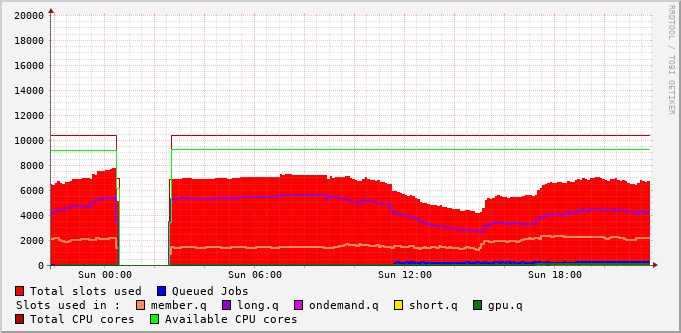 RRDTOOL / TOBI OETIKER
20000
18000
16000
14000
12000
10000
8000
6000
4000
2000
0
Sun 00:00 Sun 06:00 Sun 12:00 Sun 18:00
Total slots used Queued Jobs
Slots used in : member.q long.q ondemand.q short.q gpu.q
Total CPU cores Available CPU cores